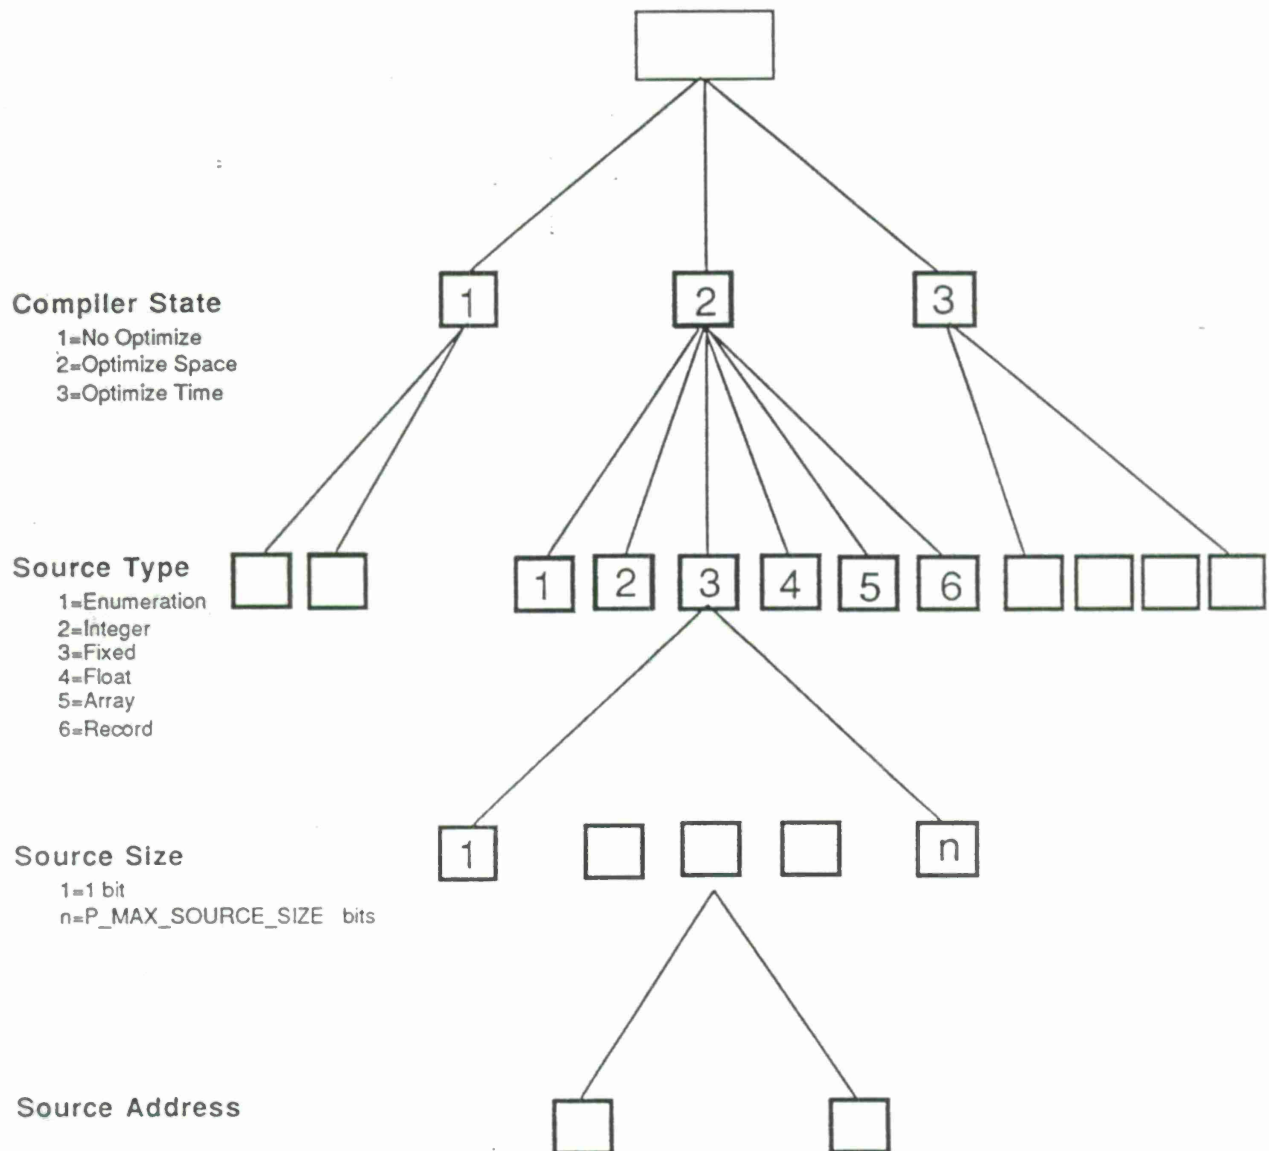 1
2
3
Compiler State
1=No Optimize
2=Optimize Space
3=Optimize Time
Source Type
1=Enumeration
2=Integer
3=Fixed
4=Float
5=Array
6=Record
1
2
3
4
5
6
Source Size
1=1 bit
n=P_MAX_SOURCE_SIZE bits
1
n
Source Address